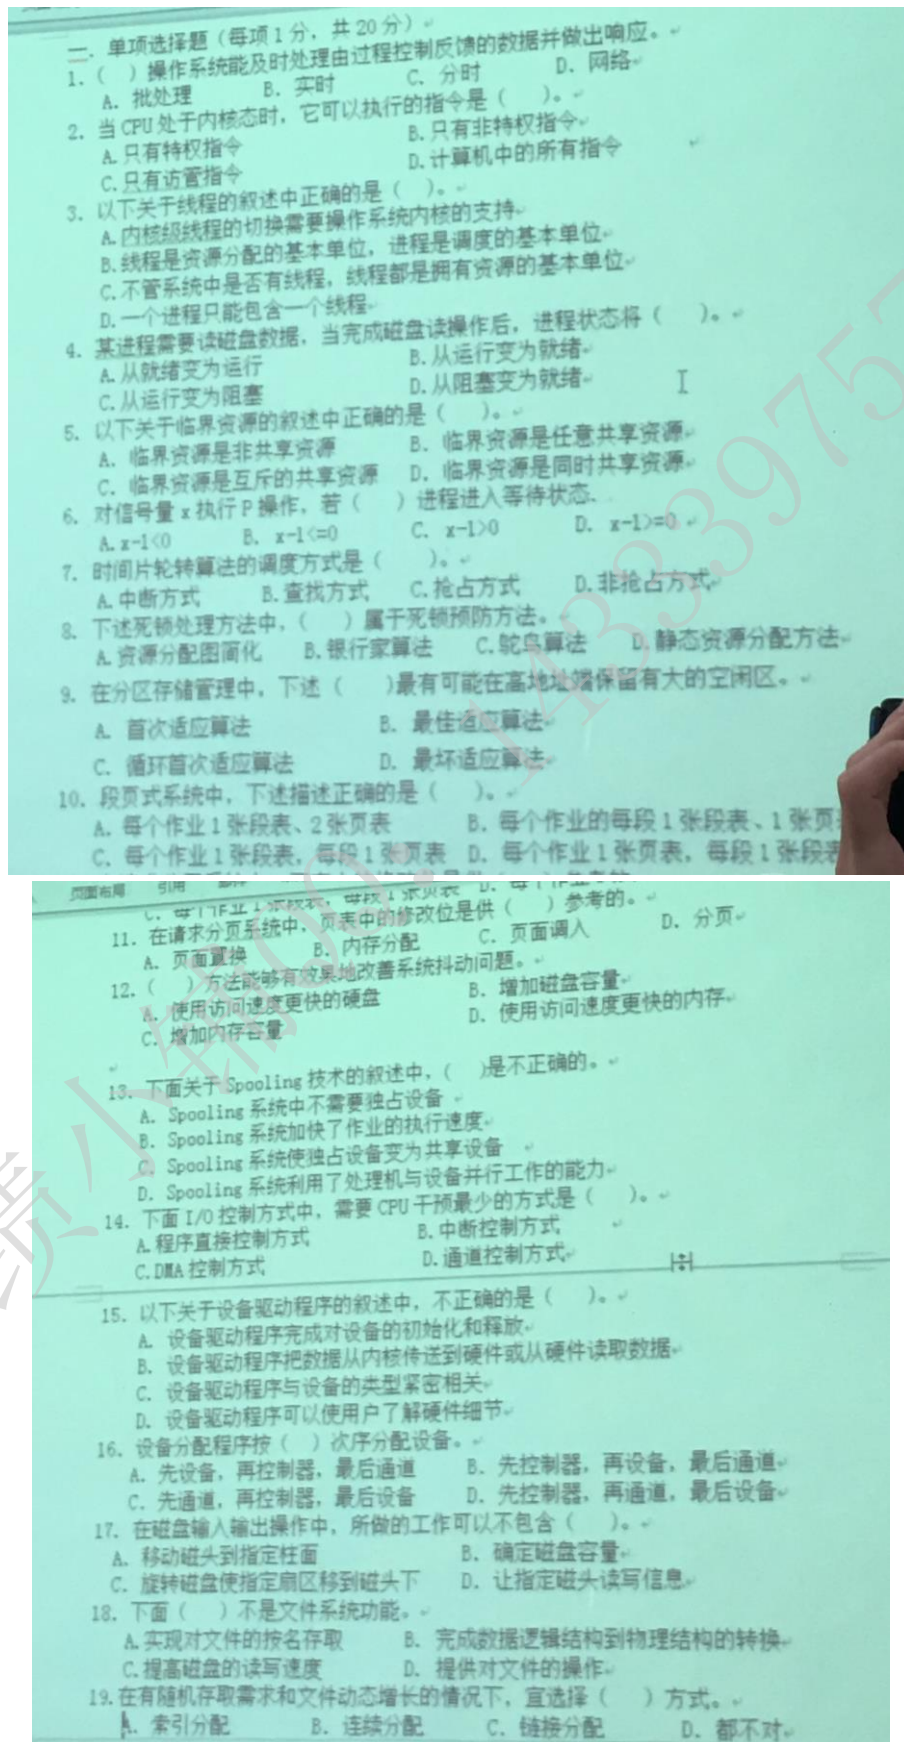 二. 单项选择题（每项1分，共20分）
1.（ ）操作系统能及时处理由过程控制反馈的数据并做出响应。
A. 批处理 B. 实时 C. 分时 D. 网络
2. 当CPU处于内核态时，它可以执行的指令是（ ）。
A.只有特权指令 B.只有非特权指令
C.只有访管指令 D.计算机中的所有指令
3. 以下关于线程的叙述中正确的是（ ）。
A.内核级线程的切换需要操作系统内核的支持
B.线程是资源分配的基本单位，进程是调度的基本单位
C.不管系统中是否有线程，线程都是拥有资源的基本单位
D.一个进程只能包含一个线程
4. 某进程需要读磁盘数据，当完成磁盘读操作后，进程状态将（ ）。
A.从就绪变为运行 B.从运行变为就绪
C.从运行变为阻塞 D.从阻塞变为就绪
5. 以下关于临界资源的叙述中正确的是（ ）。
A. 临界资源是非共享资源 B. 临界资源是任意共享资源
C. 临界资源是互斥的共享资源 D. 临界资源是同时共享资源
6. 对信号量x执行P操作，若（ ）进程进入等待状态.
A.x-1<0 B. x-1<=0 C. x-1>0 D. x-1>=0
7. 时间片轮转算法的调度方式是（ ）。
A.中断方式 B.查找方式 C.抢占方式 D.非抢占方式
8. 下述死锁处理方法中，（ ）属于死锁预防方法。
A.资源分配图简化 B.银行家算法 C.鸵鸟算法 D.静态资源分配方法
9. 在分区存储管理中，下述（ ）最有可能在高地址端保留有大的空闲区。
A. 首次适应算法 B. 最佳适应算法
C. 循环首次适应算法 D. 最坏适应算法
10. 段页式系统中，下述描述正确的是（ ）。
A. 每个作业1张段表、2张页表 B. 每个作业的每段1张段表、1张页
C. 每个作业1张段表，每段1张页表 D. 每个作业1张页表，每段1张段表
页面布局 引用
C. 每个作业1张段表，每段1张页表 D. 每个作业
11. 在请求分页系统中，页表中的修改位是供（ ）参考的。
A. 页面置换 B. 内存分配 C. 页面调入 D. 分页
12.（ ）方法能够有效果地改善系统抖动问题。
A. 使用访问速度更快的硬盘 B. 增加磁盘容量
C. 增加内存容量 D. 使用访问速度更快的内存
13. 下面关于Spooling技术的叙述中，（ ）是不正确的。
A. Spooling系统中不需要独占设备
B. Spooling系统加快了作业的执行速度
C. Spooling系统使独占设备变为共享设备
D. Spooling系统利用了处理机与设备并行工作的能力
14. 下面I/O控制方式中，需要CPU干预最少的方式是（ ）。
A.程序直接控制方式 B.中断控制方式
C.DMA控制方式 D.通道控制方式
15. 以下关于设备驱动程序的叙述中，不正确的是（ ）。
A. 设备驱动程序完成对设备的初始化和释放
B. 设备驱动程序把数据从内核传送到硬件或从硬件读取数据
C. 设备驱动程序与设备的类型紧密相关
D. 设备驱动程序可以使用户了解硬件细节
16. 设备分配程序按（ ）次序分配设备。
A. 先设备，再控制器，最后通道 B. 先控制器，再设备，最后通道
C. 先通道，再控制器，最后设备 D. 先控制器，再通道，最后设备
17. 在磁盘输入输出操作中，所做的工作可以不包含（ ）。
A. 移动磁头到指定柱面 B. 确定磁盘容量
C. 旋转磁盘使指定扇区移到磁头下 D. 让指定磁头读写信息
18. 下面（ ）不是文件系统功能。
A.实现对文件的按名存取 B. 完成数据逻辑结构到物理结构的转换
C.提高磁盘的读写速度 D. 提供对文件的操作
19.在有随机存取需求和文件动态增长的情况下，宜选择（ ）方式。
A. 索引分配 B. 连续分配 C. 链接分配 D. 都不对